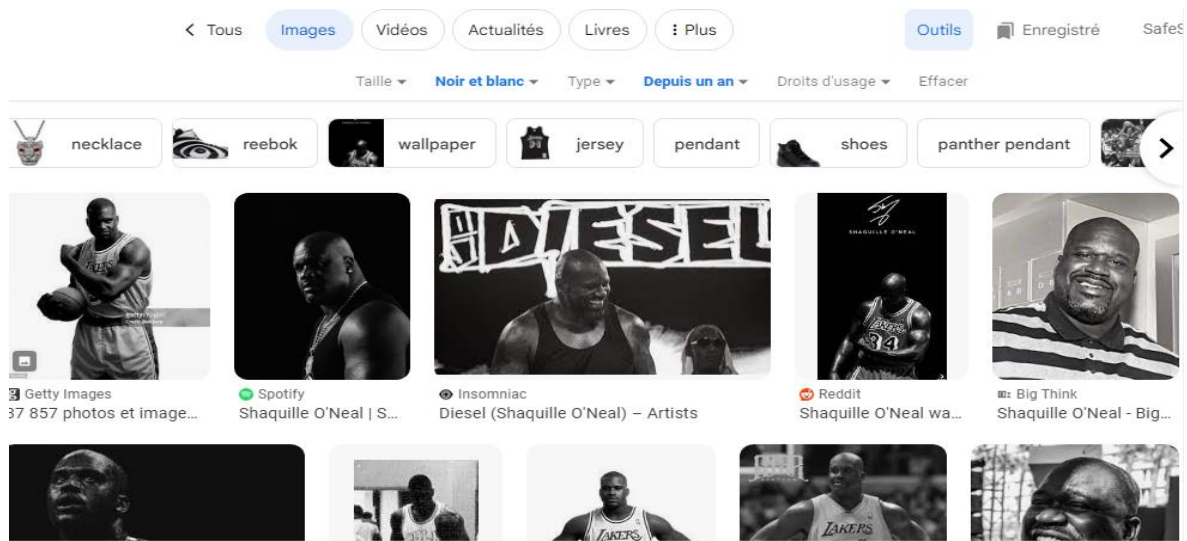 Tous Images Vidéos Actualités Livres Plus Outils Enregistré SafeS
Taille Noir et blanc Type Depuis un an Droits d'usage Effacer
necklace reebok wallpaper jersey pendant shoes panther pendant
DIESEL
SHAQUILLE O'NEAL
LAKERS
LAKERS
34
Getty Images Spotify Insomniac Reddit Big Think
37 857 photos et image... Shaquille O'Neal | S... Diesel (Shaquille O'Neal) – Artists Shaquille O'Neal wa... Shaquille O'Neal - Big...
LAKERS
LAKERS